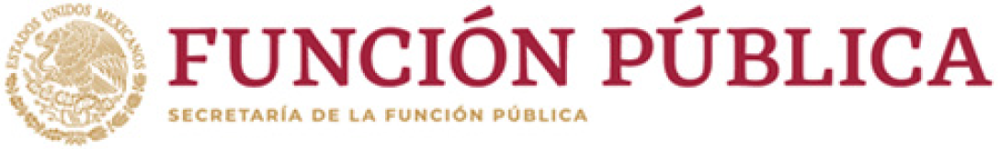 ESTADOS UNIDOS MEXICANOS
FUNCIÓN PÚBLICA
SECRETARÍA DE LA FUNCIÓN PÚBLICA